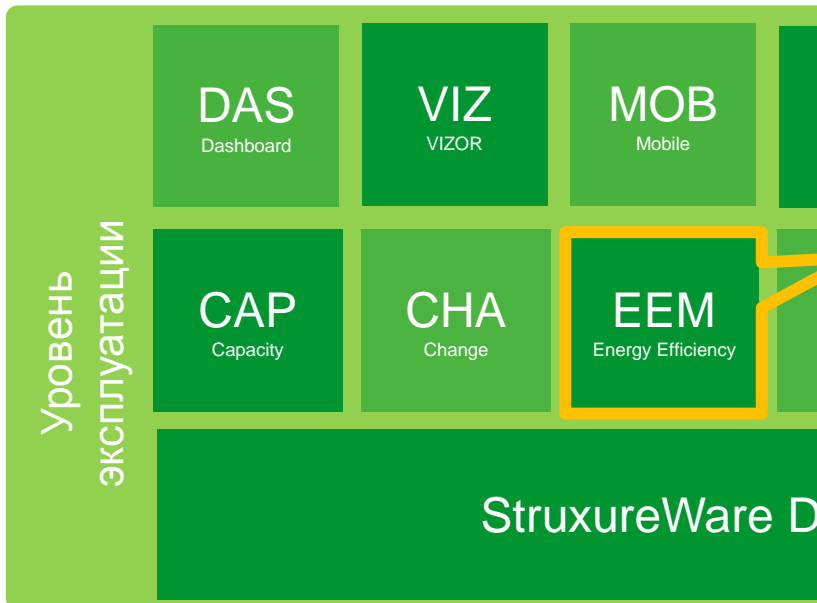 Уровень
эксплуатации
DAS
Dashboard
VIZ
VIZOR
MOB
Mobile
CAP
Capacity
CHA
Change
EEM
Energy Efficiency
StruxureWare D